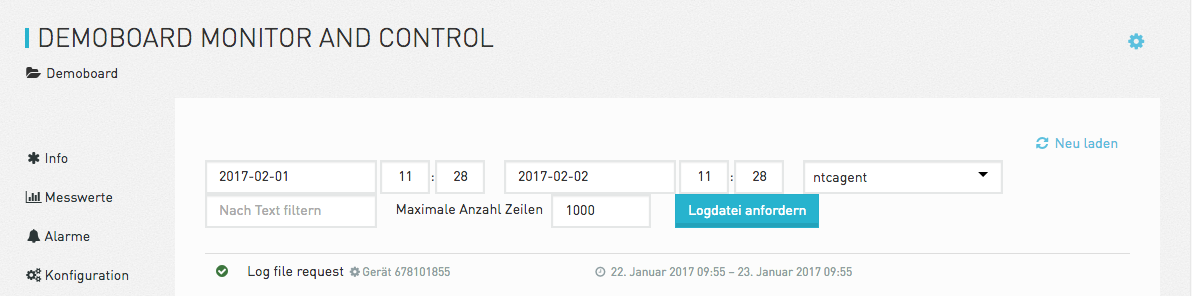 DEMOBOARD MONITOR AND CONTROL
Demoboard
Neu laden
Info
2017-02-01 11 : 28 2017-02-02 11 : 28 ntcagent
Messwerte
Nach Text filtern Maximale Anzahl Zeilen 1000 Logdatei anfordern
Alarme
Log file request Gerät 678101855 22. Januar 2017 09:55 – 23. Januar 2017 09:55
Konfiguration